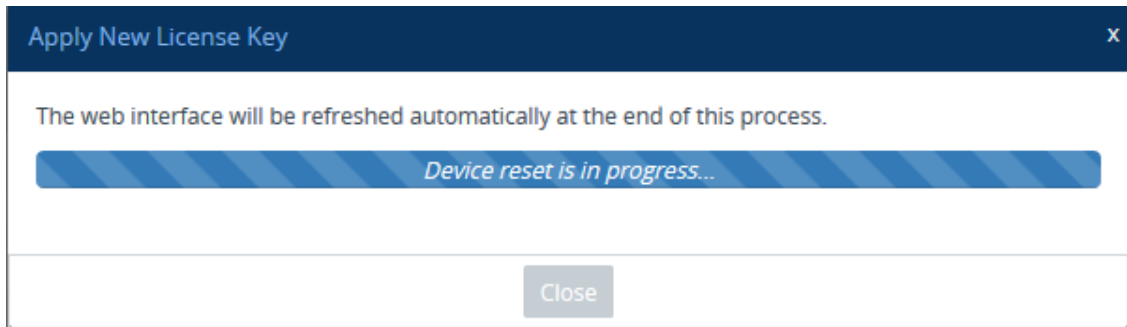 Apply New License Key
x
The web interface will be refreshed automatically at the end of this process.
Device reset is in progress...
Close